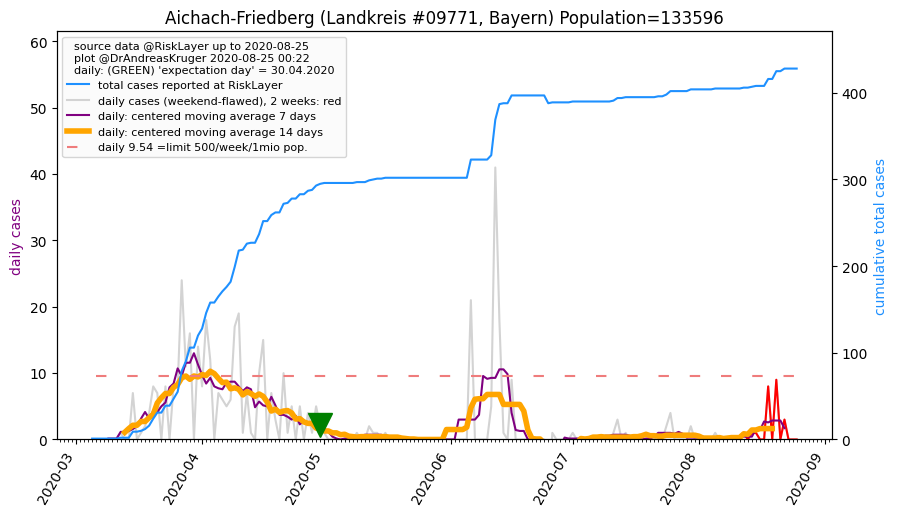 Aichach-Friedberg (Landkreis #09771, Bayern) Population=133596
source data @RiskLayer up to 2020-08-25
plot @DrAndreasKruger 2020-08-25 00:22
daily: (GREEN) 'expectation day' = 30.04.2020
total cases reported at RiskLayer
daily cases (weekend-flawed), 2 weeks: red
daily: centered moving average 7 days
daily: centered moving average 14 days
daily 9.54 =limit 500/week/1mio pop.
daily cases
60
50
40
30
20
10
0
cumulative total cases
400
300
200
100
0
2020-03
2020-04
2020-05
2020-06
2020-07
2020-08
2020-09